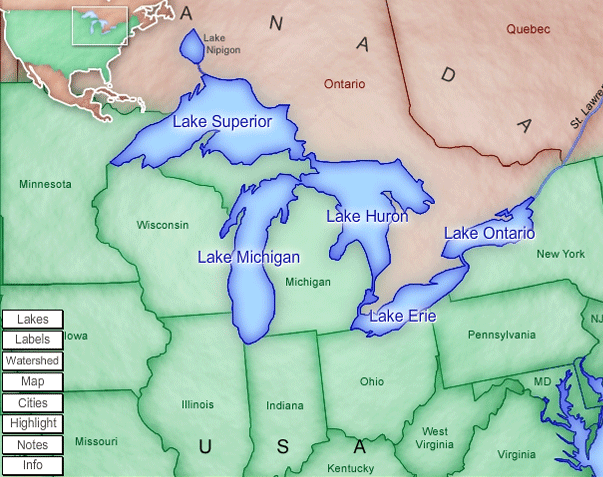 A
N
A
D
A
Quebec
Lake
Nipigon
Ontario
St. Lawre
Lake Superior
Minnesota
Lake Huron
Wisconsin
Lake Ontario
Lake Michigan
New York
Michigan
Lakes
Lake Erie
NJ
Labels
Iowa
Pennsylvania
Watershed
Map
Ohio
MD
Cities
Illinois
Indiana
Highlight
Notes
Missouri
U
S
A
West
Virginia
Virginia
Info
Kentucky